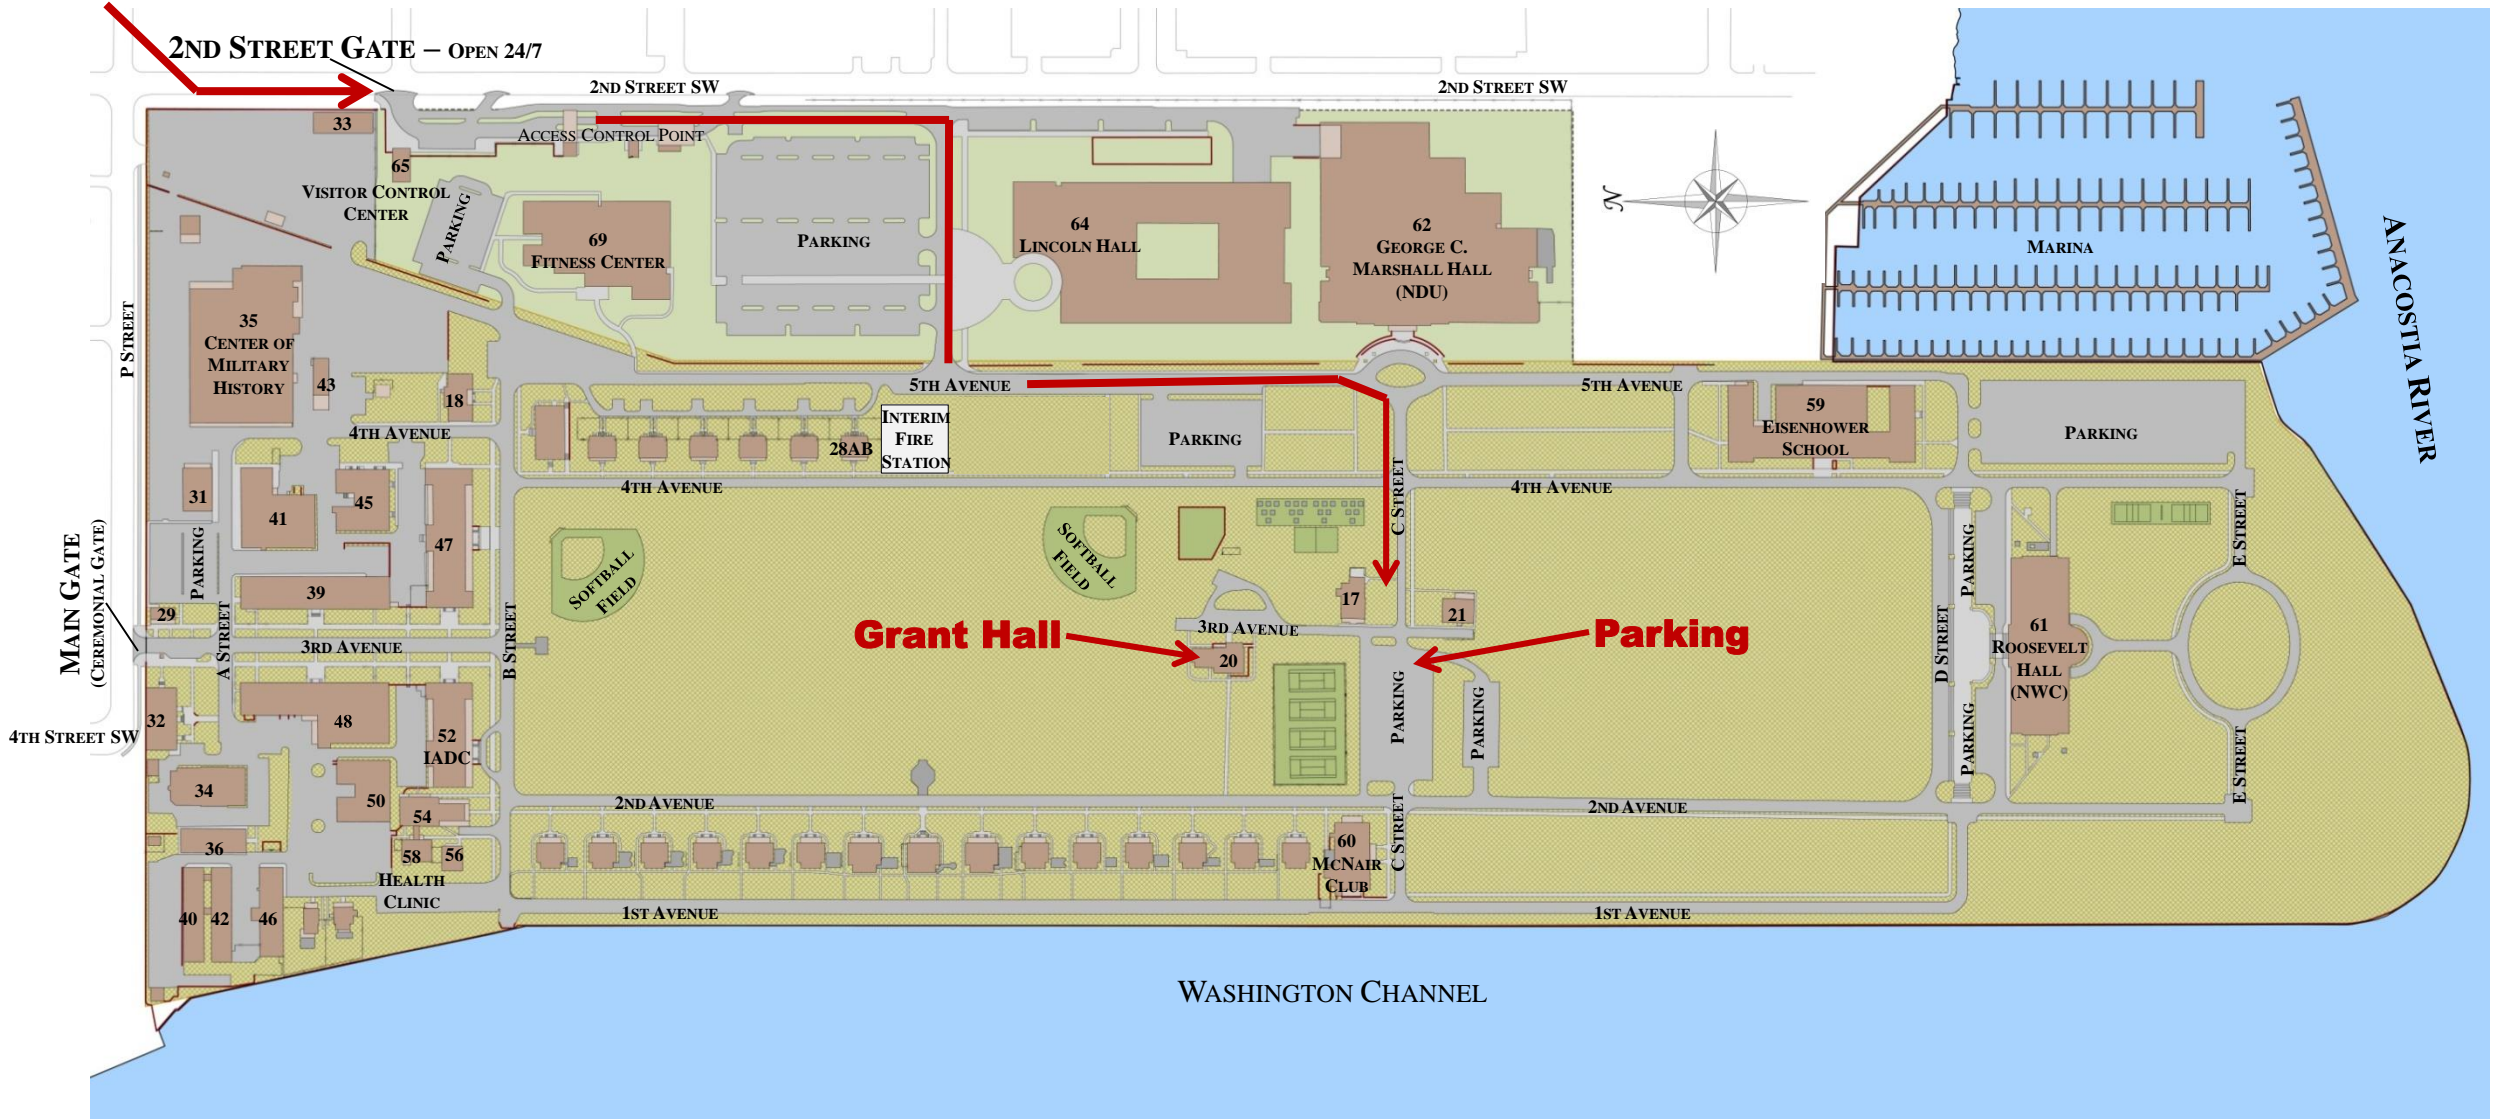 2ND STREET GATE – OPEN 24/7
2ND STREET SW
2ND STREET SW
33
ACCESS CONTROL POINT
65
VISITOR CONTROL
CENTER
PARKING
69
FITNESS CENTER
PARKING
64
LINCOLN HALL
62
GEORGE C.
MARSHALL HALL
(NDU)
N
MARINA
ANACOSTIA RIVER
P STREET
35
CENTER OF
MILITARY
HISTORY
43
18
4TH AVENUE
5TH AVENUE
5TH AVENUE
28AB
INTERIM
FIRE
STATION
PARKING
59
EISENHOWER
SCHOOL
PARKING
31
41
45
47
4TH AVENUE
4TH AVENUE
C STREET
PARKING
SOFTBALL
FIELD
SOFTBALL
FIELD
PARKING
E STREET
MAIN GATE
(CEREMONIAL GATE)
39
29
A STREET
3RD AVENUE
B STREET
17
21
3RD AVENUE
Grant Hall
20
Parking
D STREET
61
ROOSEVELT
HALL
(NWC)
32
48
52
IADC
4TH STREET SW
PARKING
PARKING
PARKING
E STREET
34
50
54
2ND AVENUE
2ND AVENUE
36
58
56
60
MCNAIR
CLUB
C STREET
HEALTH
CLINIC
40
42
46
1ST AVENUE
1ST AVENUE
WASHINGTON CHANNEL